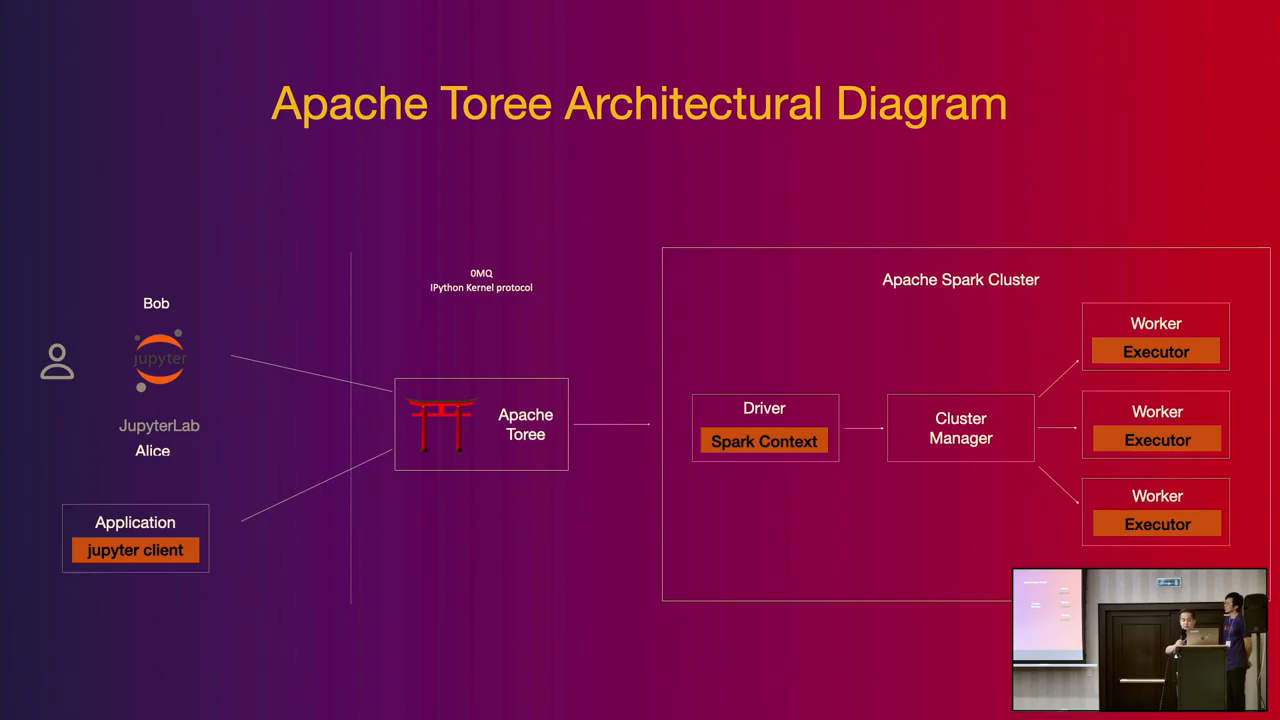 Apache Toree Architectural Diagram
0MQ
IPython Kernel protocol
Bob
jupyter
JupyterLab
Alice
Application
jupyter client
Apache
Toree
Apache Spark Cluster
Driver
Spark Context
Cluster
Manager
Worker
Executor
Worker
Executor
Worker
Executor